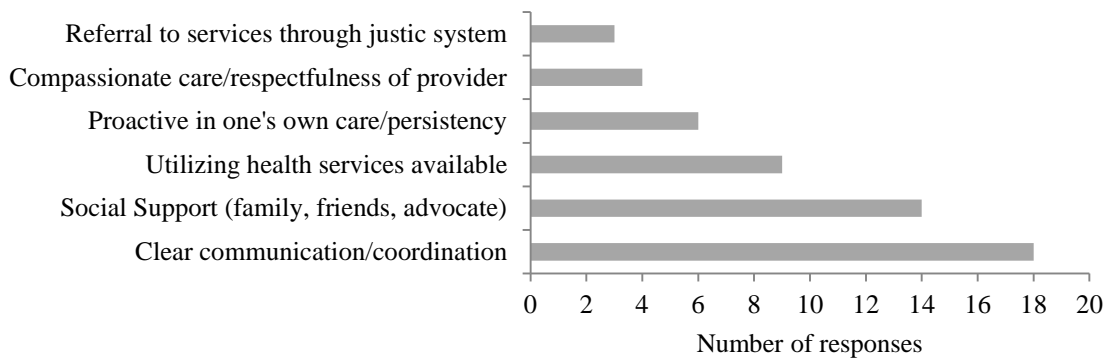 Referral to services through justic system
Compassionate care/respectfulness of provider
Proactive in one's own care/persistency
Utilizing health services available
Social Support (family, friends, advocate)
Clear communication/coordination
0 2 4 6 8 10 12 14 16 18 20
Number of responses